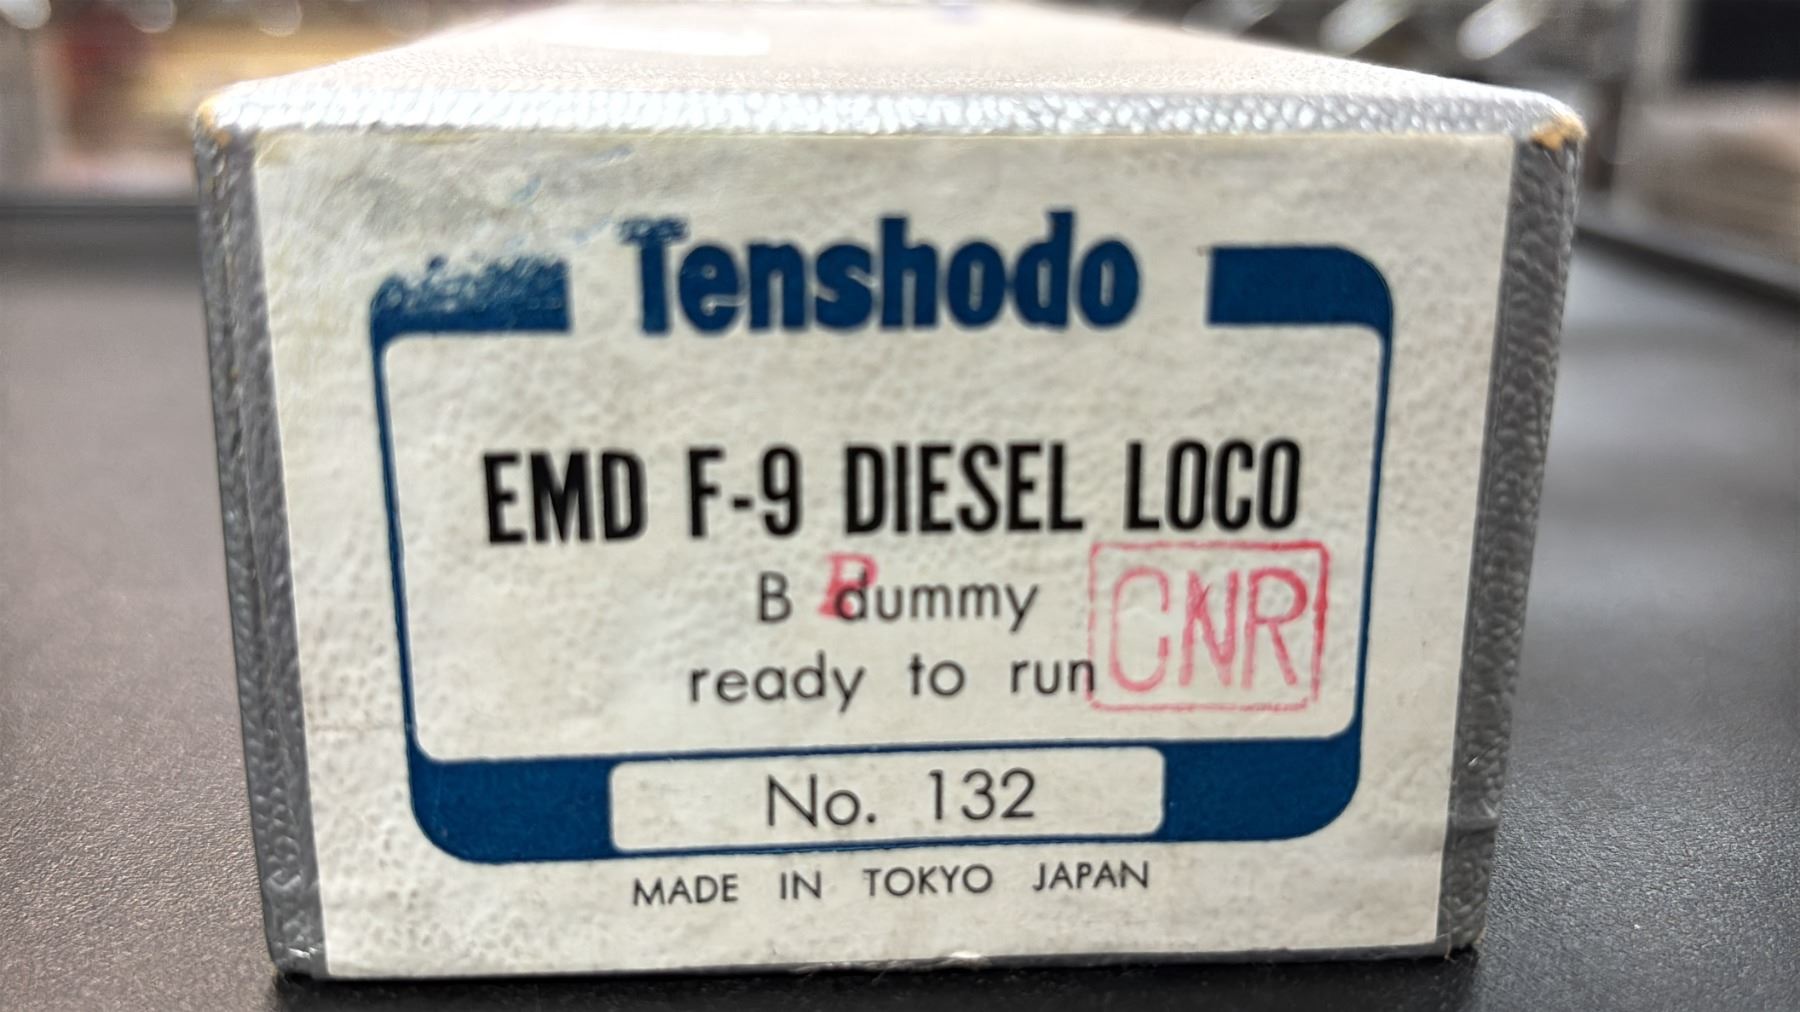 Tenshodo
EMD F-9 DIESEL LOCO
B dummy
ready to run
CNR
No. 132
MADE IN TOKYO JAPAN